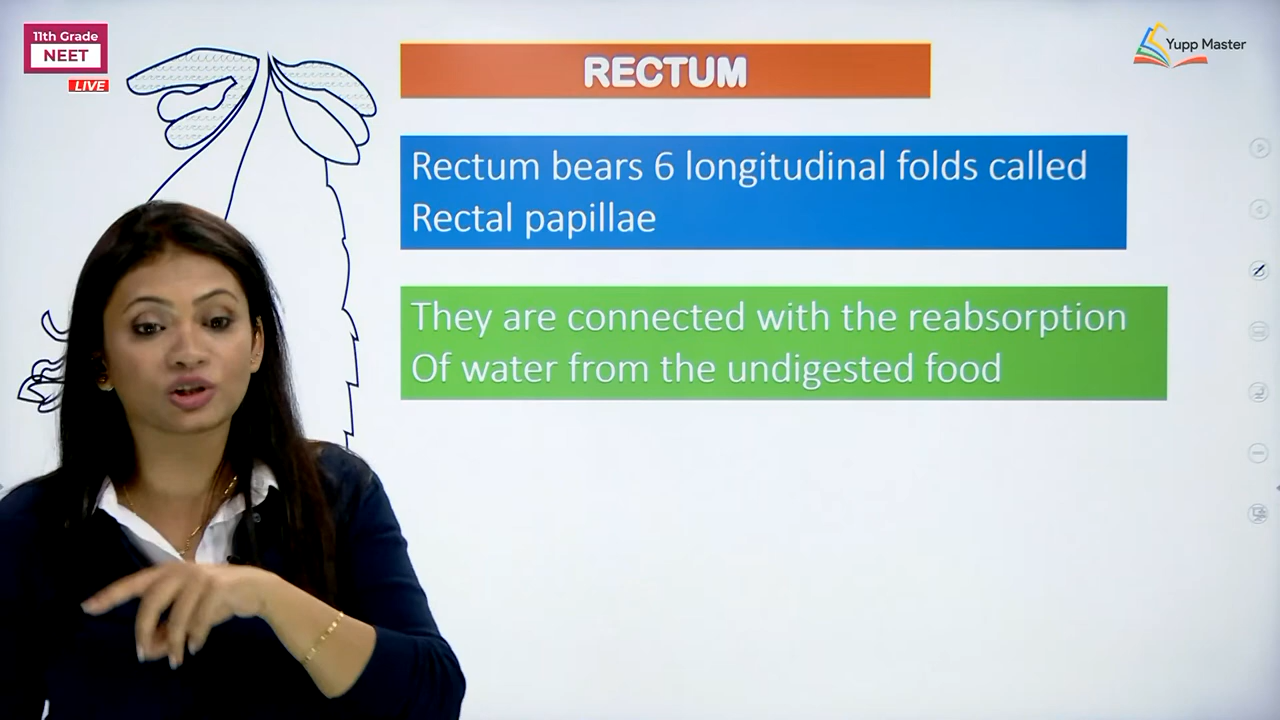 11th Grade
NEET
LIVE
RECTUM
Yupp Master
Rectum bears 6 longitudinal folds called
Rectal papillae
They are connected with the reabsorption
Of water from the undigested food